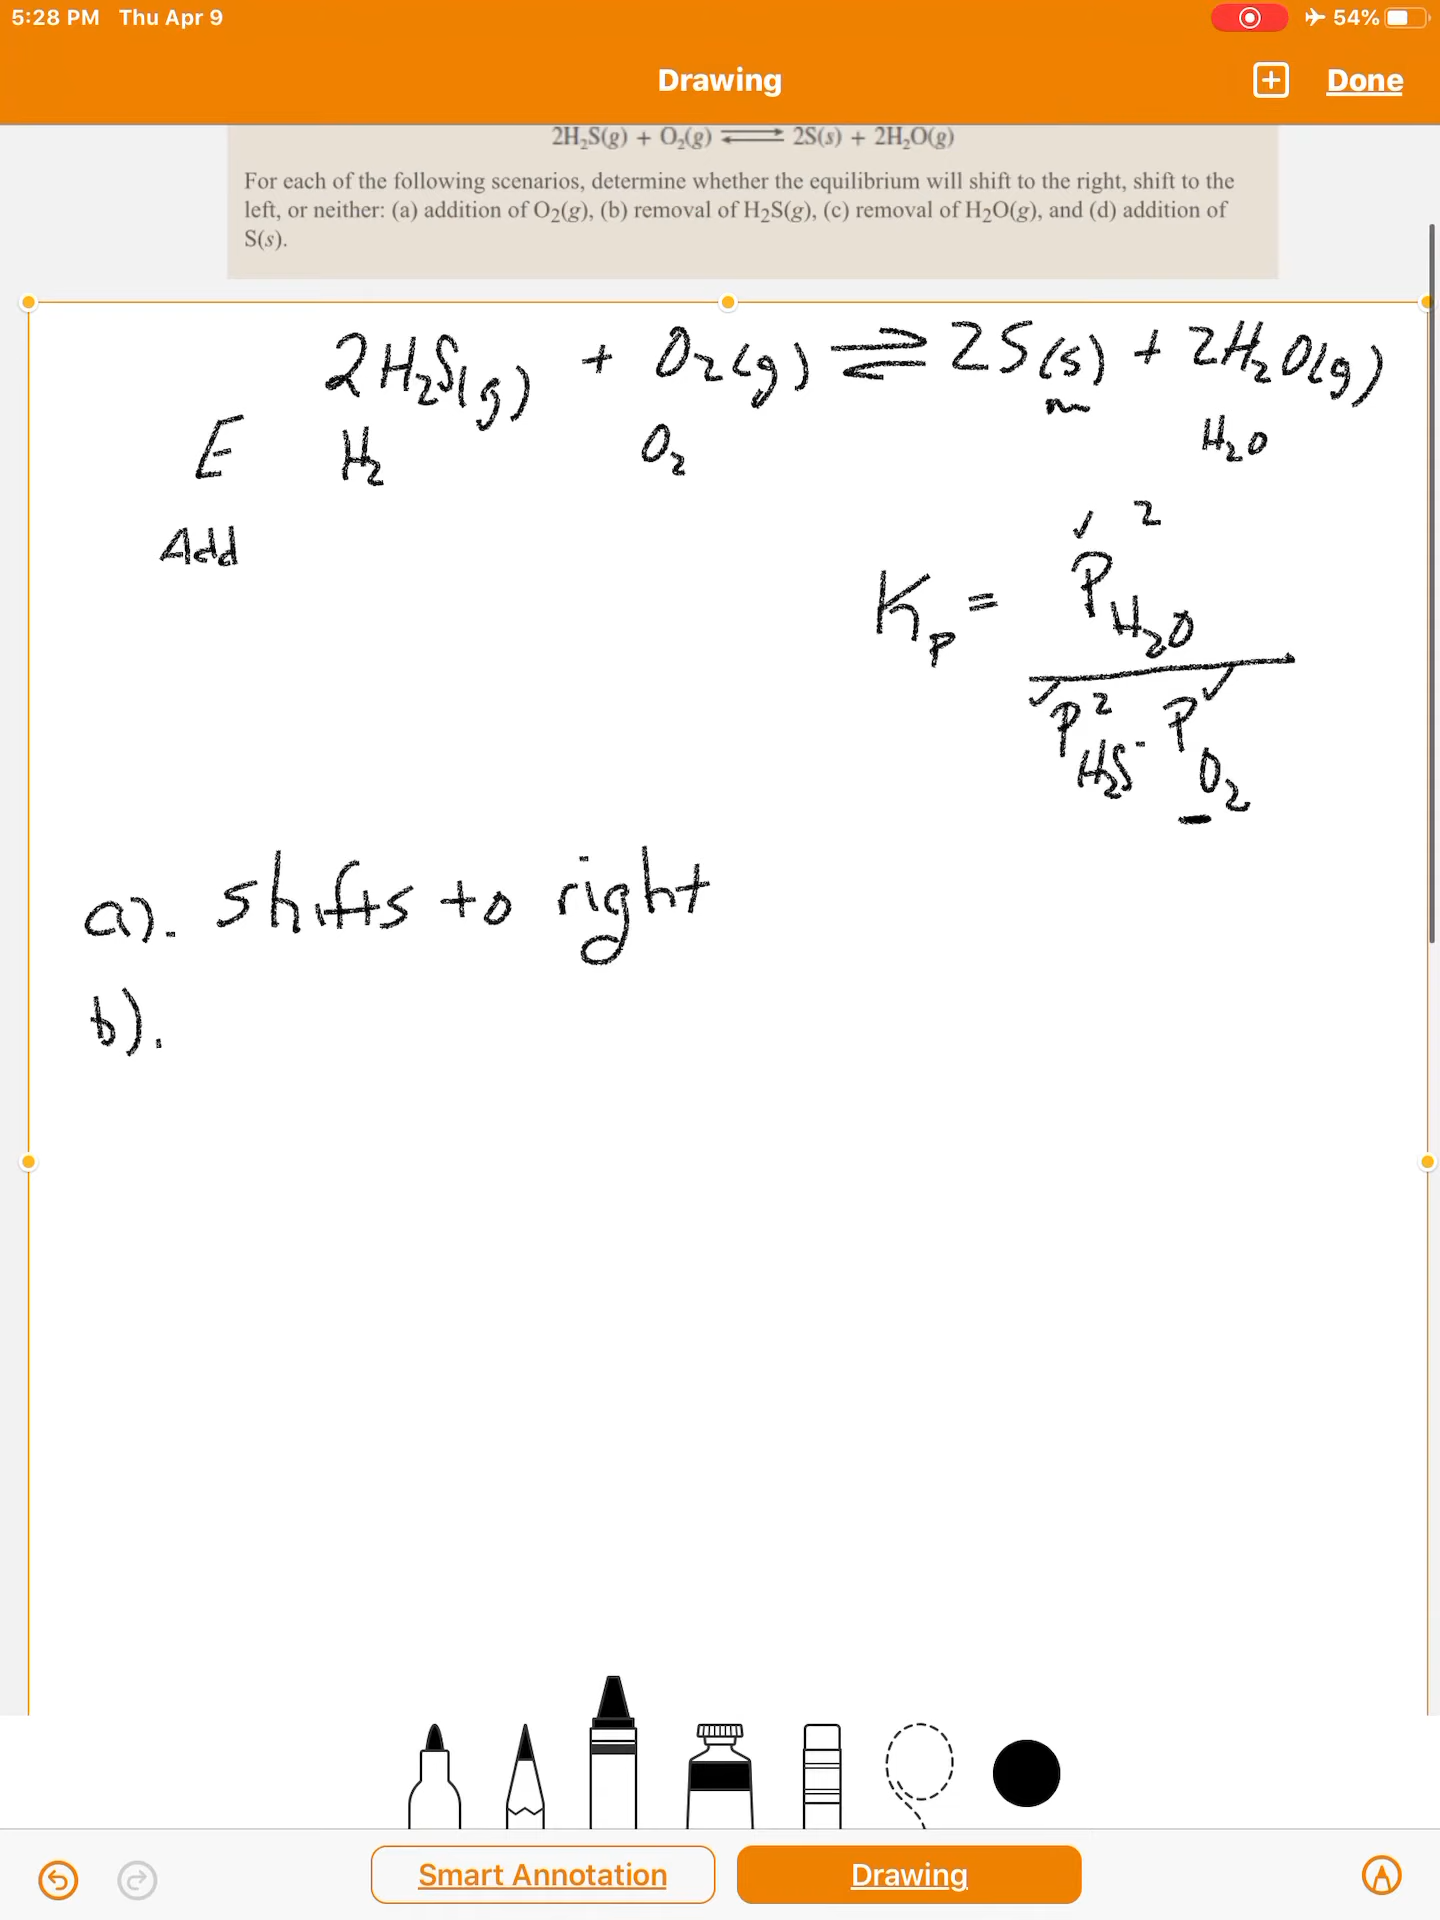 5:28 PM Thu Apr 9 54%
Drawing Done
2H₂S(g) + O₂(g) ⇌ 2S(s) + 2H₂O(g)
For each of the following scenarios, determine whether the equilibrium will shift to the right, shift to the
left, or neither: (a) addition of O₂(g), (b) removal of H₂S(g), (c) removal of H₂O(g), and (d) addition of
S(s).
2H₂S(g) + O₂(g) ⇌ 2S(s) + 2H₂O(g)
E H₂ O₂ H₂O
Add
Kₚ = P²H₂O
P²H₂S · P O₂
a). shifts to right
b).
Smart Annotation Drawing